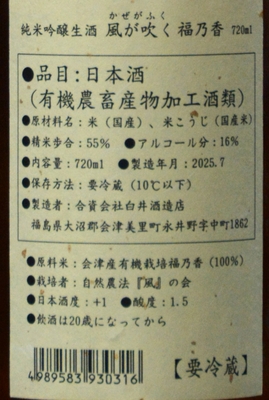 かぜがふく
純米吟醸生酒 風が吹く 福乃香 720ml
●品目:日本酒
(有機農畜産物加工酒類)
●原材料名:米(国産)、米こうじ(国産米)
●精米歩合:55% ●アルコール分:16%
●内容量:720ml ●製造年月:2025.7
●保存方法:要冷蔵(10℃以下)
●製造者:合資会社白井酒造店
福島県大沼郡会津美里町永井野字中町1862
●原料米:会津産有機栽培福乃香(100%)
●栽培者:自然農法『風』の会
●日本酒度:+1 ●酸度:1.5
●飲酒は20歳になってから
4989583930316
【要冷蔵】